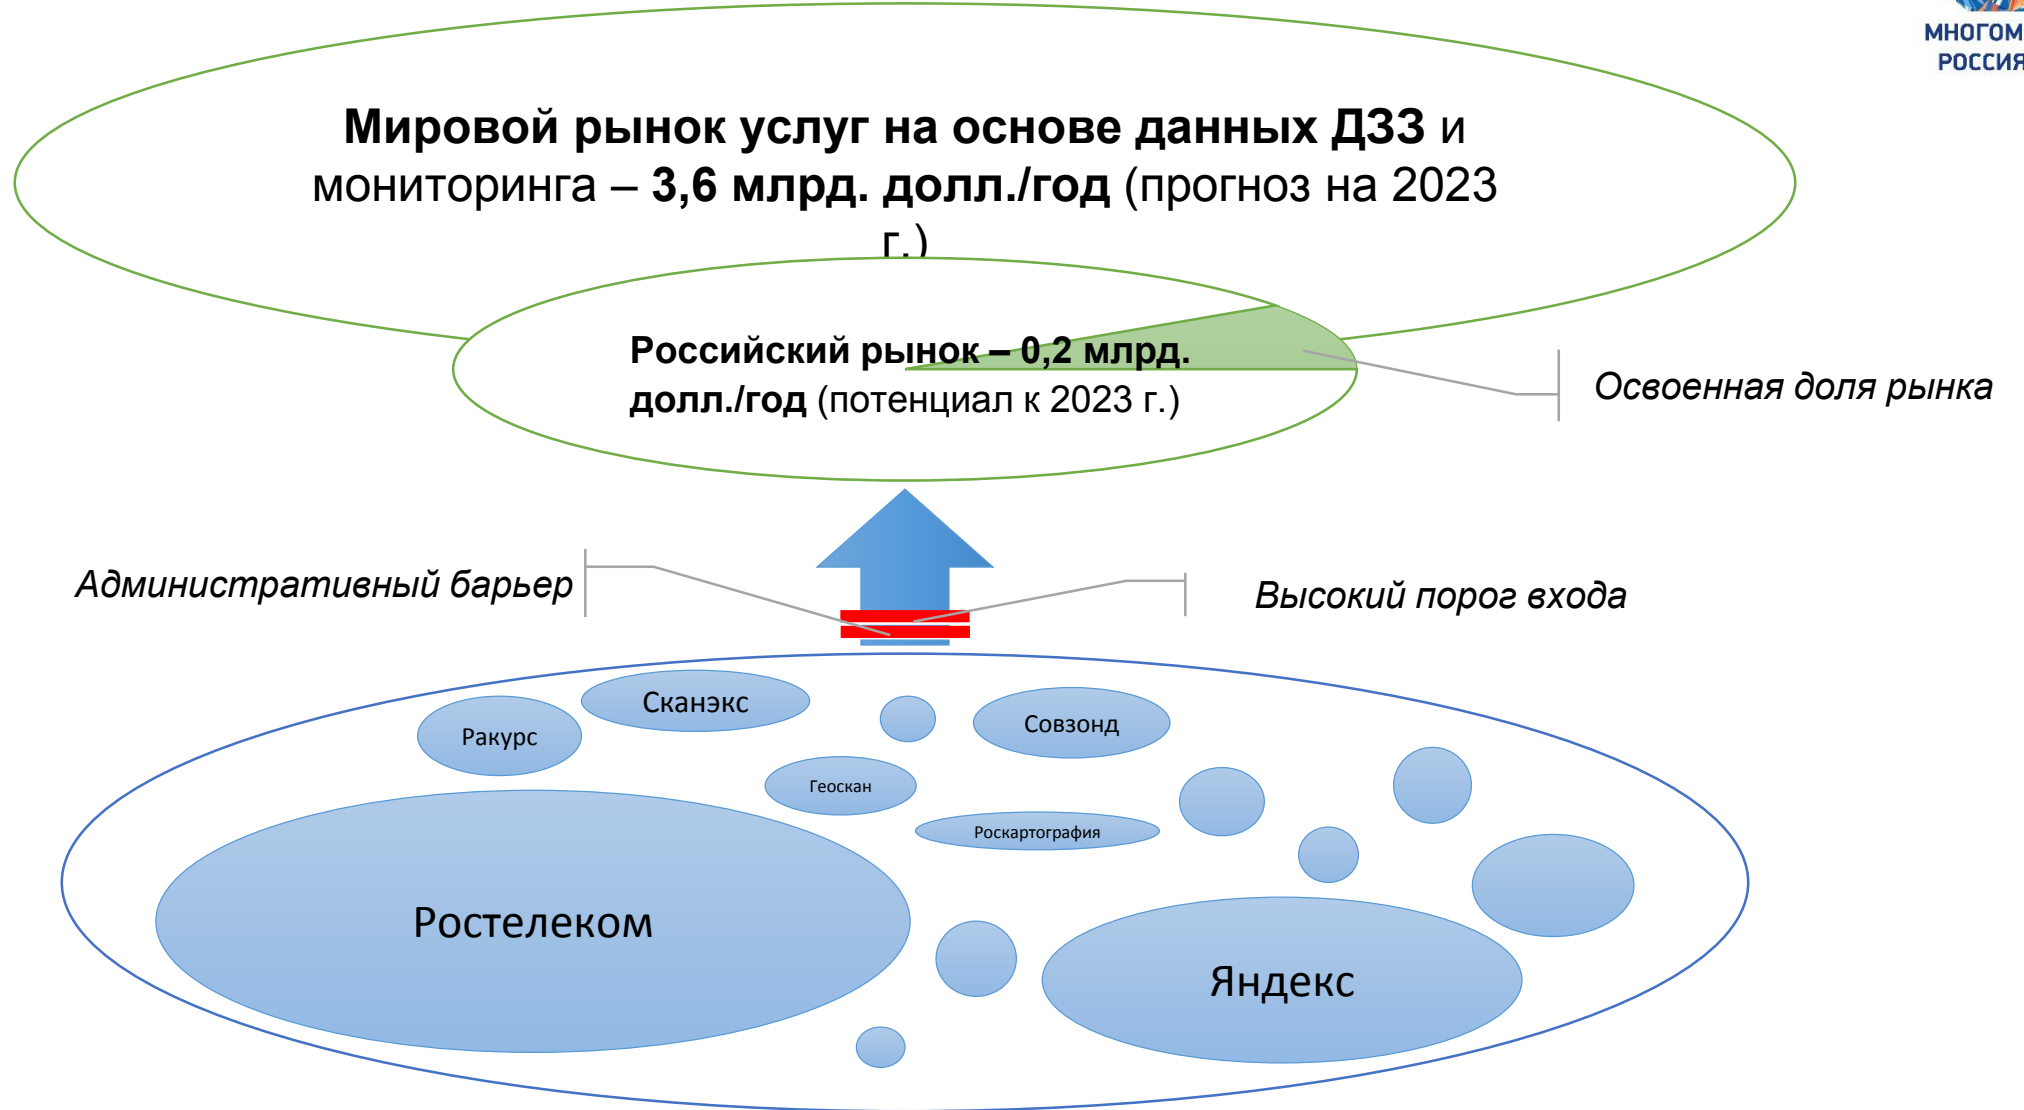 МНОГОМ
РОССИЯ
Мировой рынок услуг на основе данных ДЗЗ и
мониторинга – 3,6 млрд. долл./год (прогноз на 2023
г.)
Российский рынок – 0,2 млрд.
долл./год (потенциал к 2023 г.)
Освоенная доля рынка
Административный барьер
Высокий порог входа
Сканэкс
Ракурс
Совзонд
Геоскан
Роскартография
Ростелеком
Яндекс